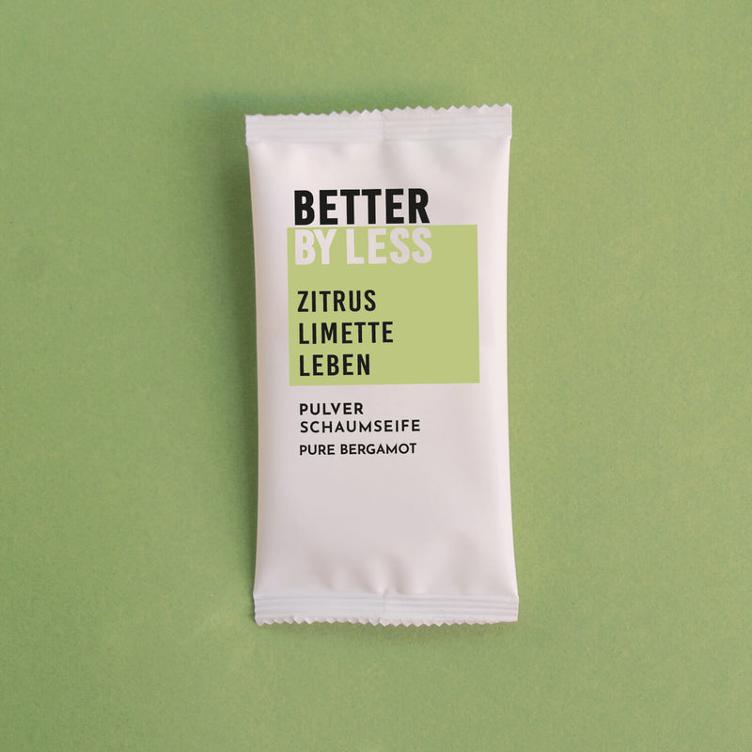 BETTER
BY LESS
ZITRUS
LIMETTE
LEBEN
PULVER
SCHAUMSEIFE
PURE BERGAMOT